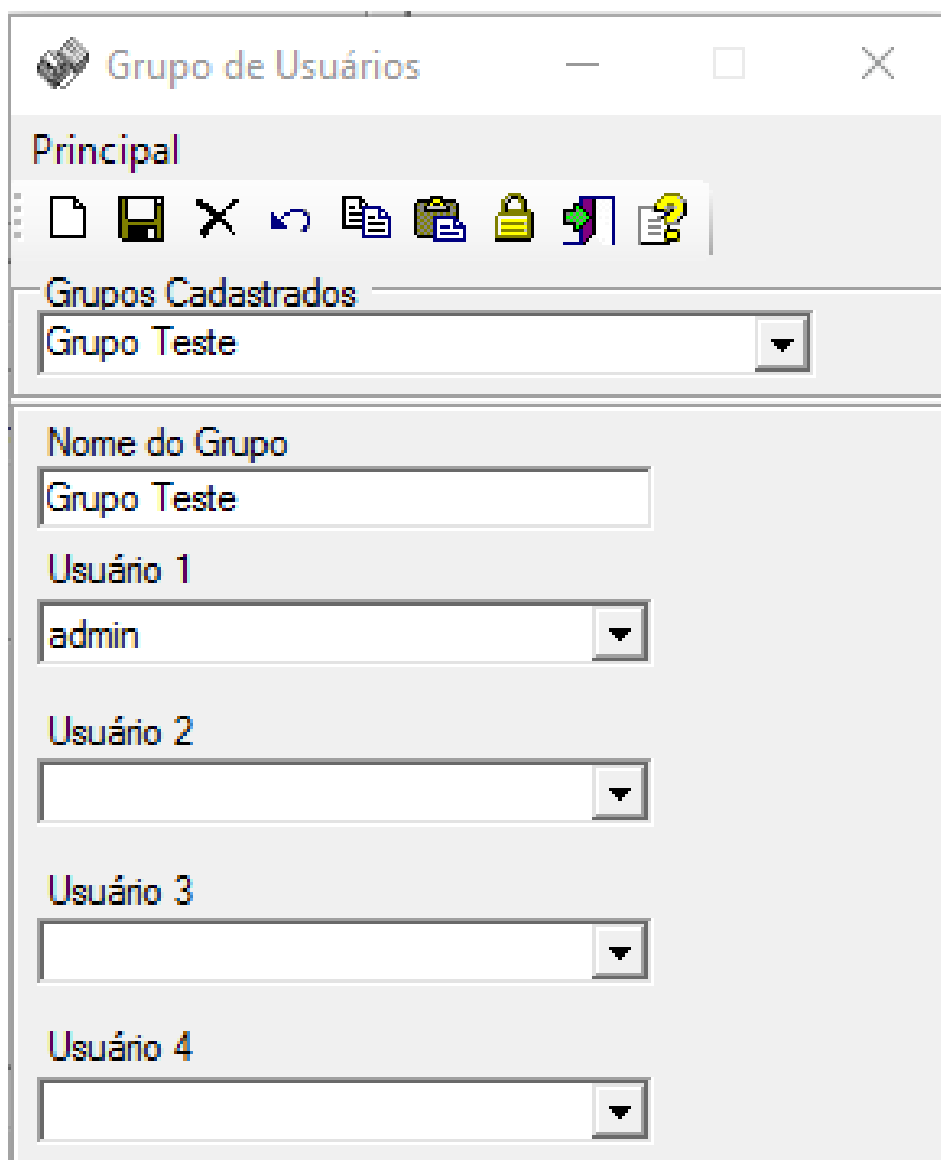 Grupo de Usuários
Principal
Grupos Cadastrados
Grupo Teste
Nome do Grupo
Grupo Teste
Usuário 1
admin
Usuário 2
Usuário 3
Usuário 4